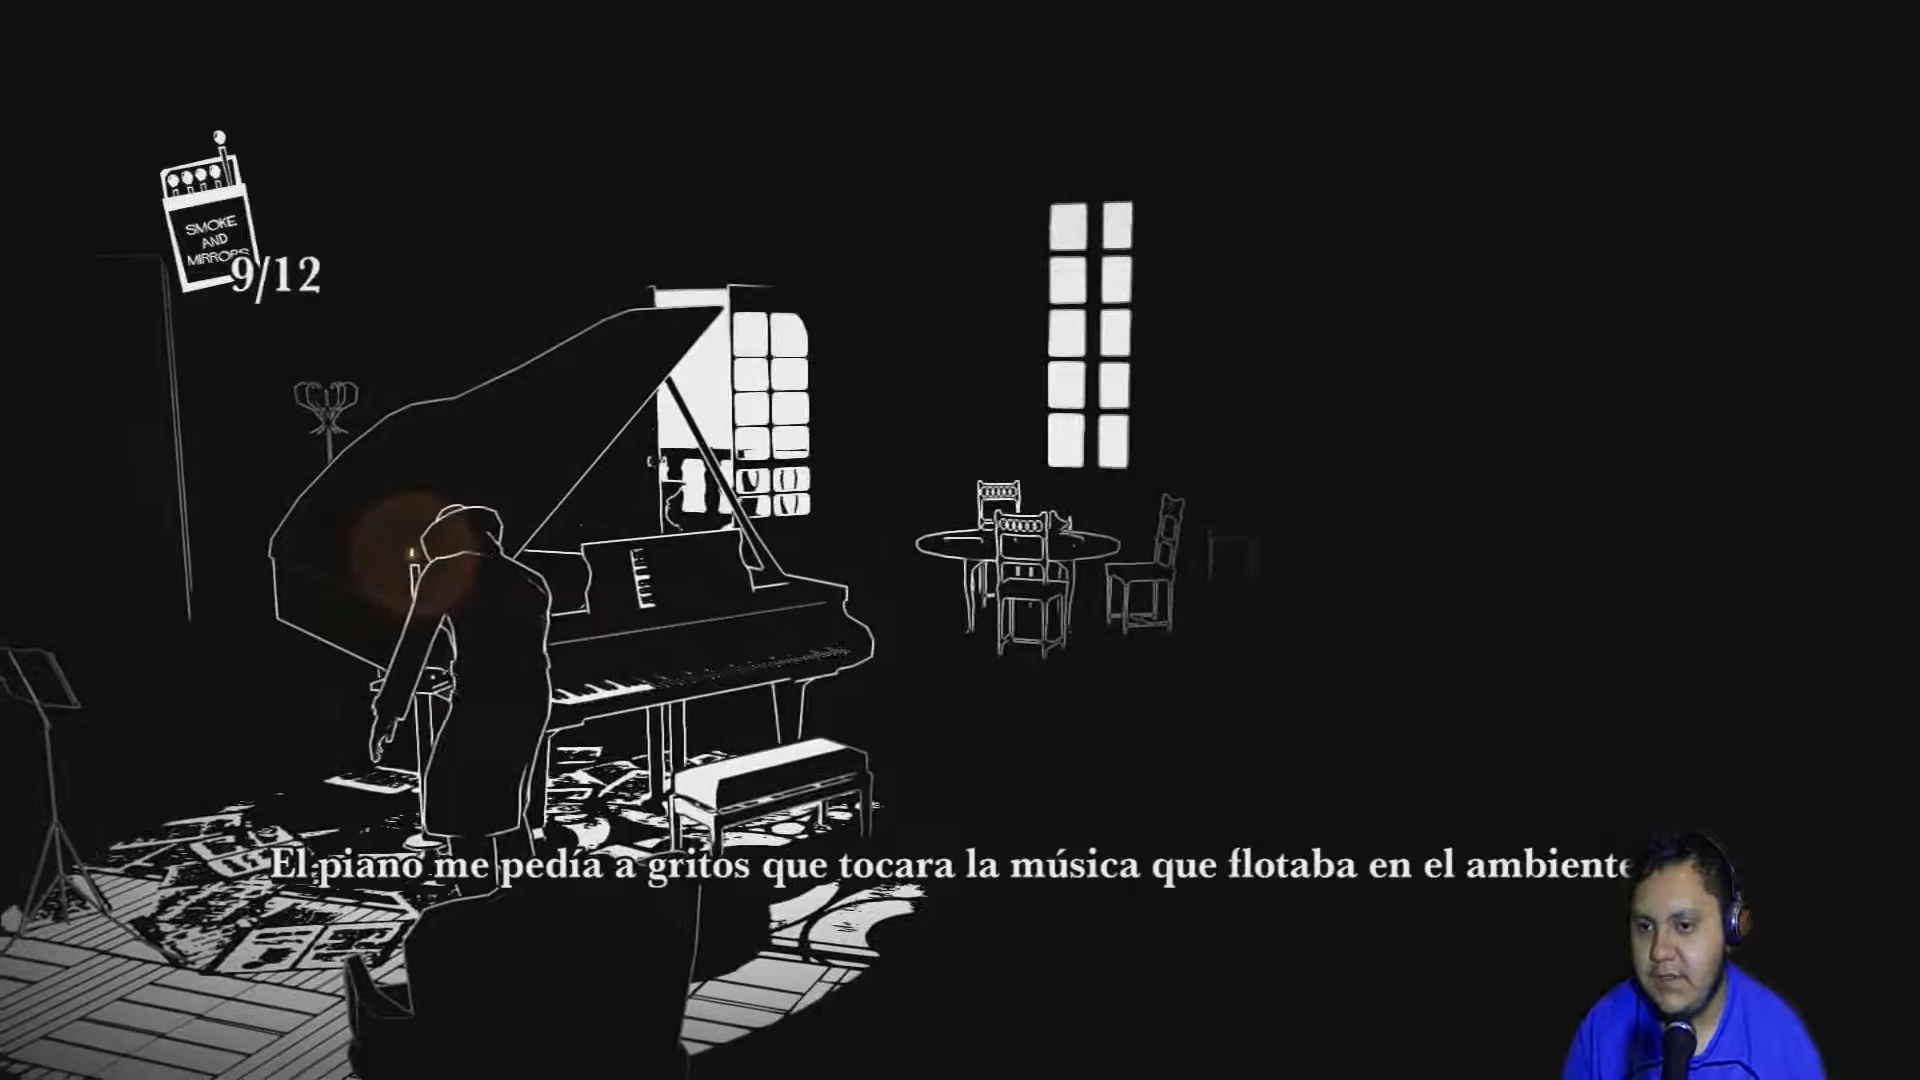 SMOKE
AND
MIRRORS
9/12
El piano me pedía a gritos que tocara la música que flotaba en el ambiente